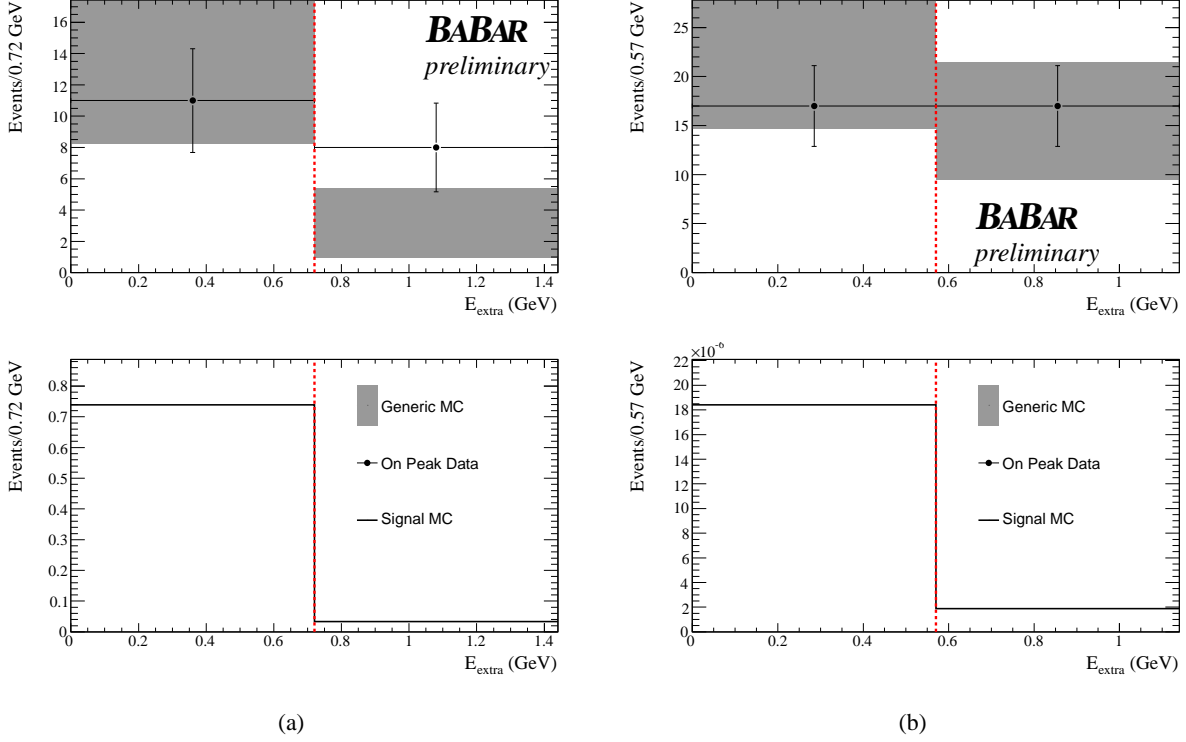 Events/0.72 GeV
16
14
12
10
8
6
4
2
0
BABAR
preliminary
0 0.2 0.4 0.6 0.8 1 1.2 1.4
E_extra (GeV)
Events/0.57 GeV
25
20
15
10
5
0
BABAR
preliminary
0 0.2 0.4 0.6 0.8 1
E_extra (GeV)
Events/0.72 GeV
0.8
0.7
0.6
0.5
0.4
0.3
0.2
0.1
0
Generic MC
On Peak Data
Signal MC
0 0.2 0.4 0.6 0.8 1 1.2 1.4
E_extra (GeV)
Events/0.57 GeV
×10⁻⁶
22
20
18
16
14
12
10
8
6
4
2
0
Generic MC
On Peak Data
Signal MC
0 0.2 0.4 0.6 0.8 1
E_extra (GeV)
(a)
(b)